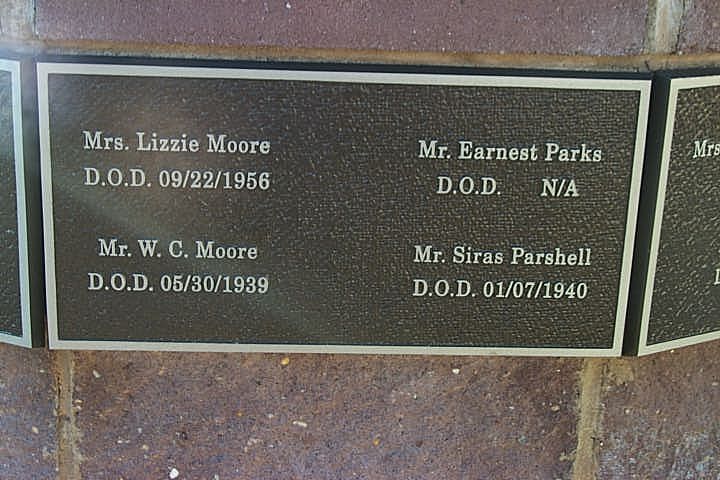 Mrs. Lizzie Moore
D.O.D. 09/22/1956
Mr. W. C. Moore
D.O.D. 05/30/1939
Mr. Earnest Parks
D.O.D. N/A
Mr. Siras Parshell
D.O.D. 01/07/1940
Mrs